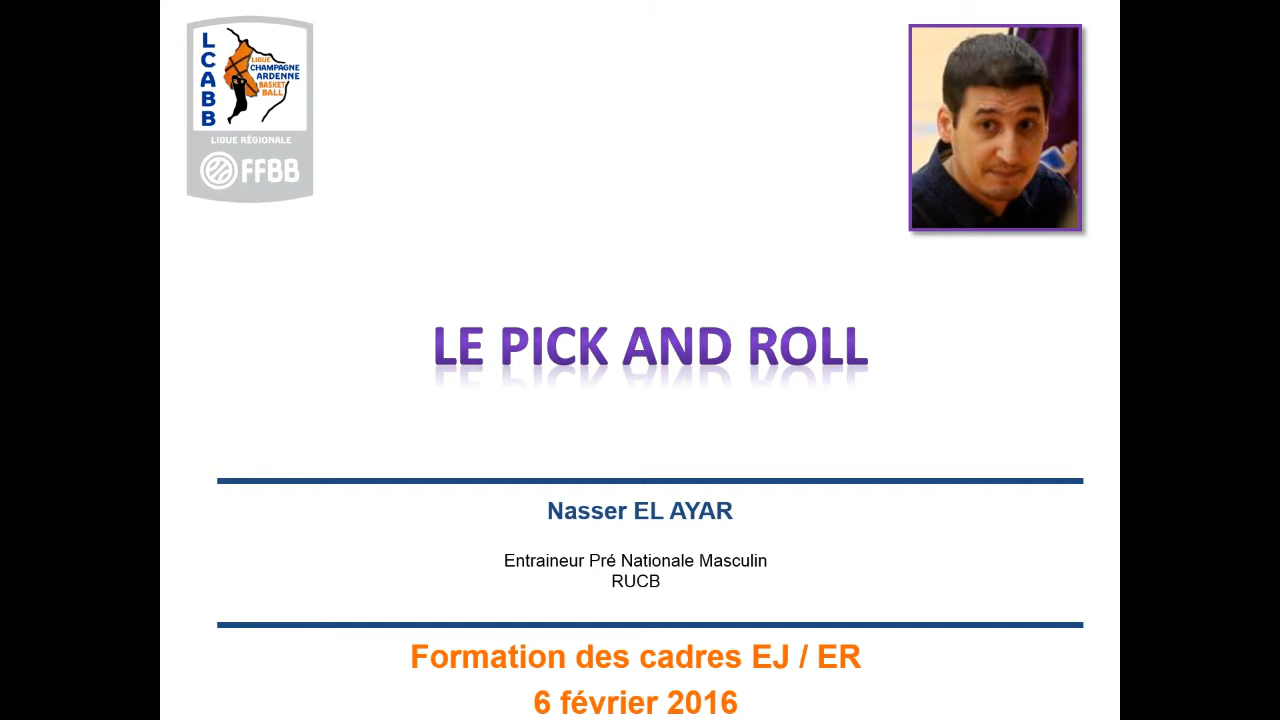 LCABB
LIGUE
CHAMPAGNE
ARDENNE
BASKET
BALL
LIGUE RÉGIONALE
FFBB
LE PICK AND ROLL
Nasser EL AYAR
Entraineur Pré Nationale Masculin
RUCB
Formation des cadres EJ / ER
6 février 2016